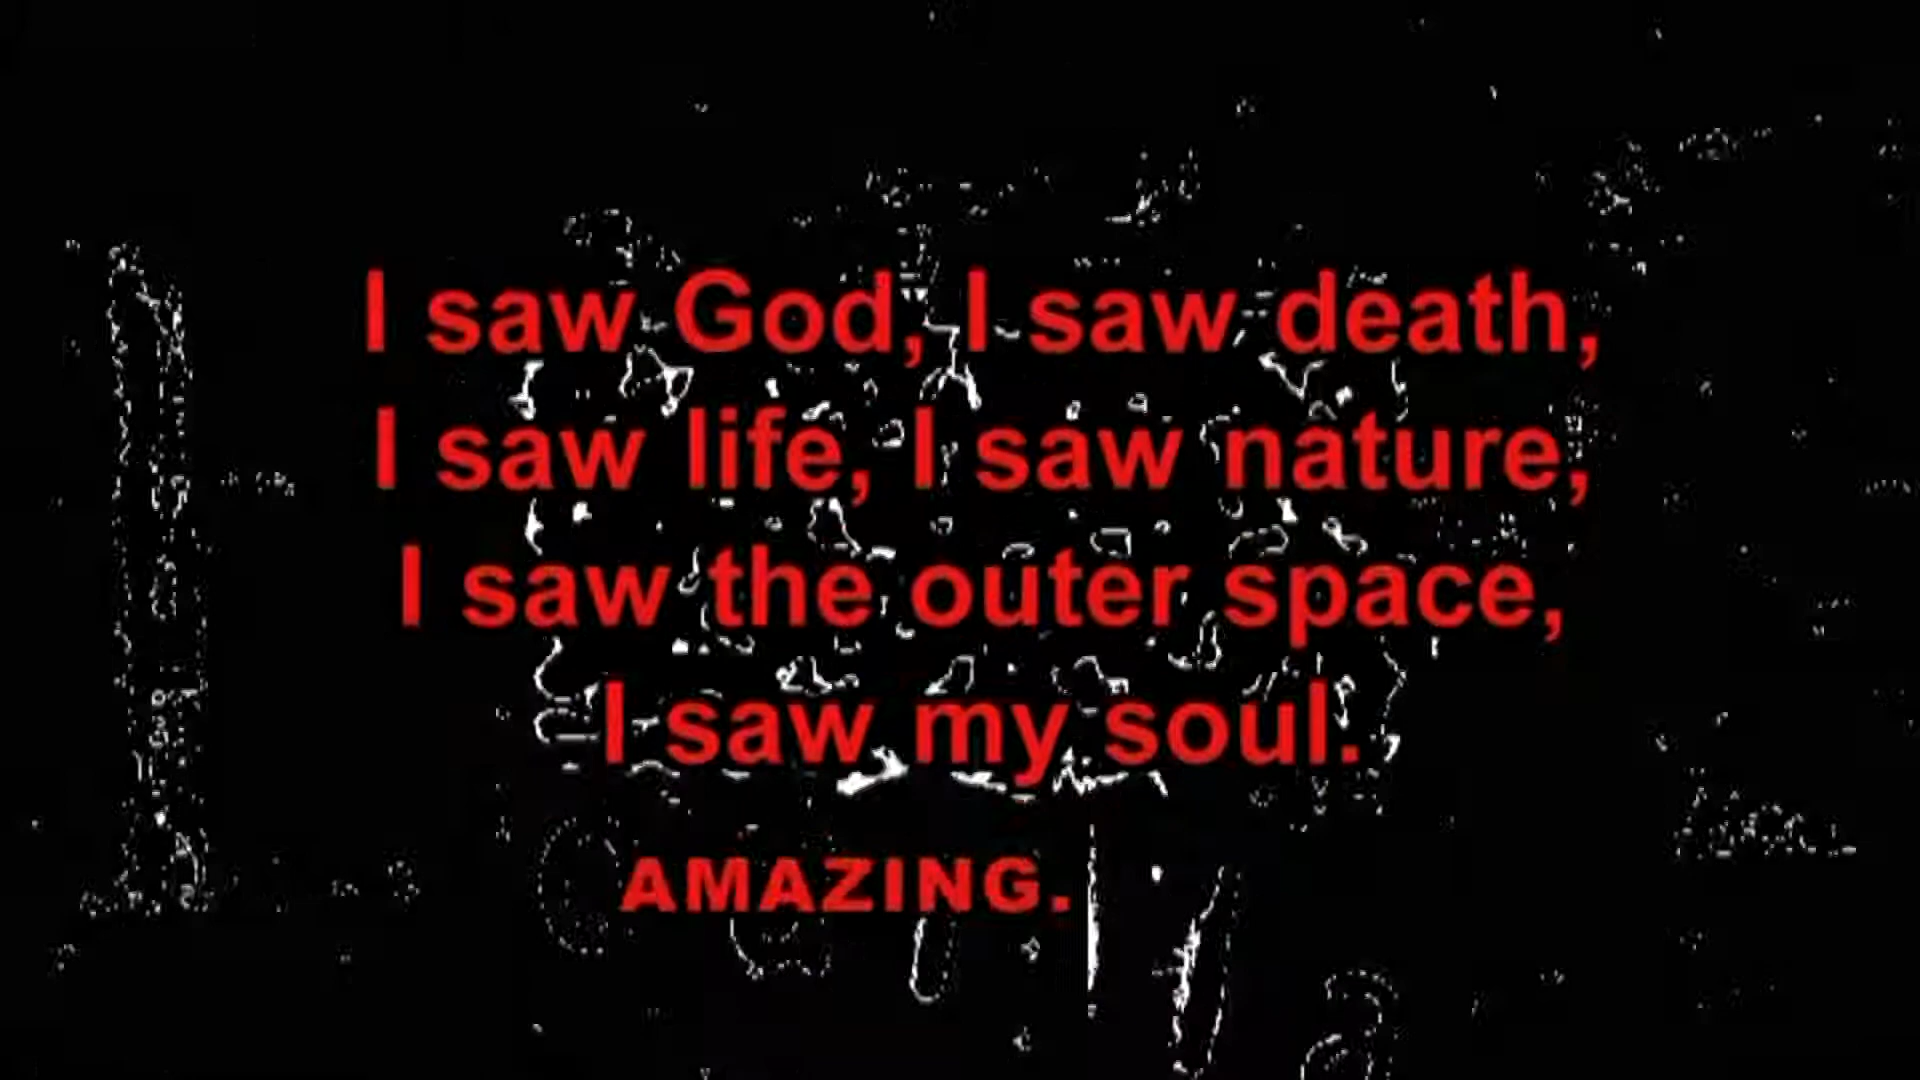 I saw God, I saw death,
I saw life, I saw nature,
I saw the outer space,
I saw my soul.
AMAZING.